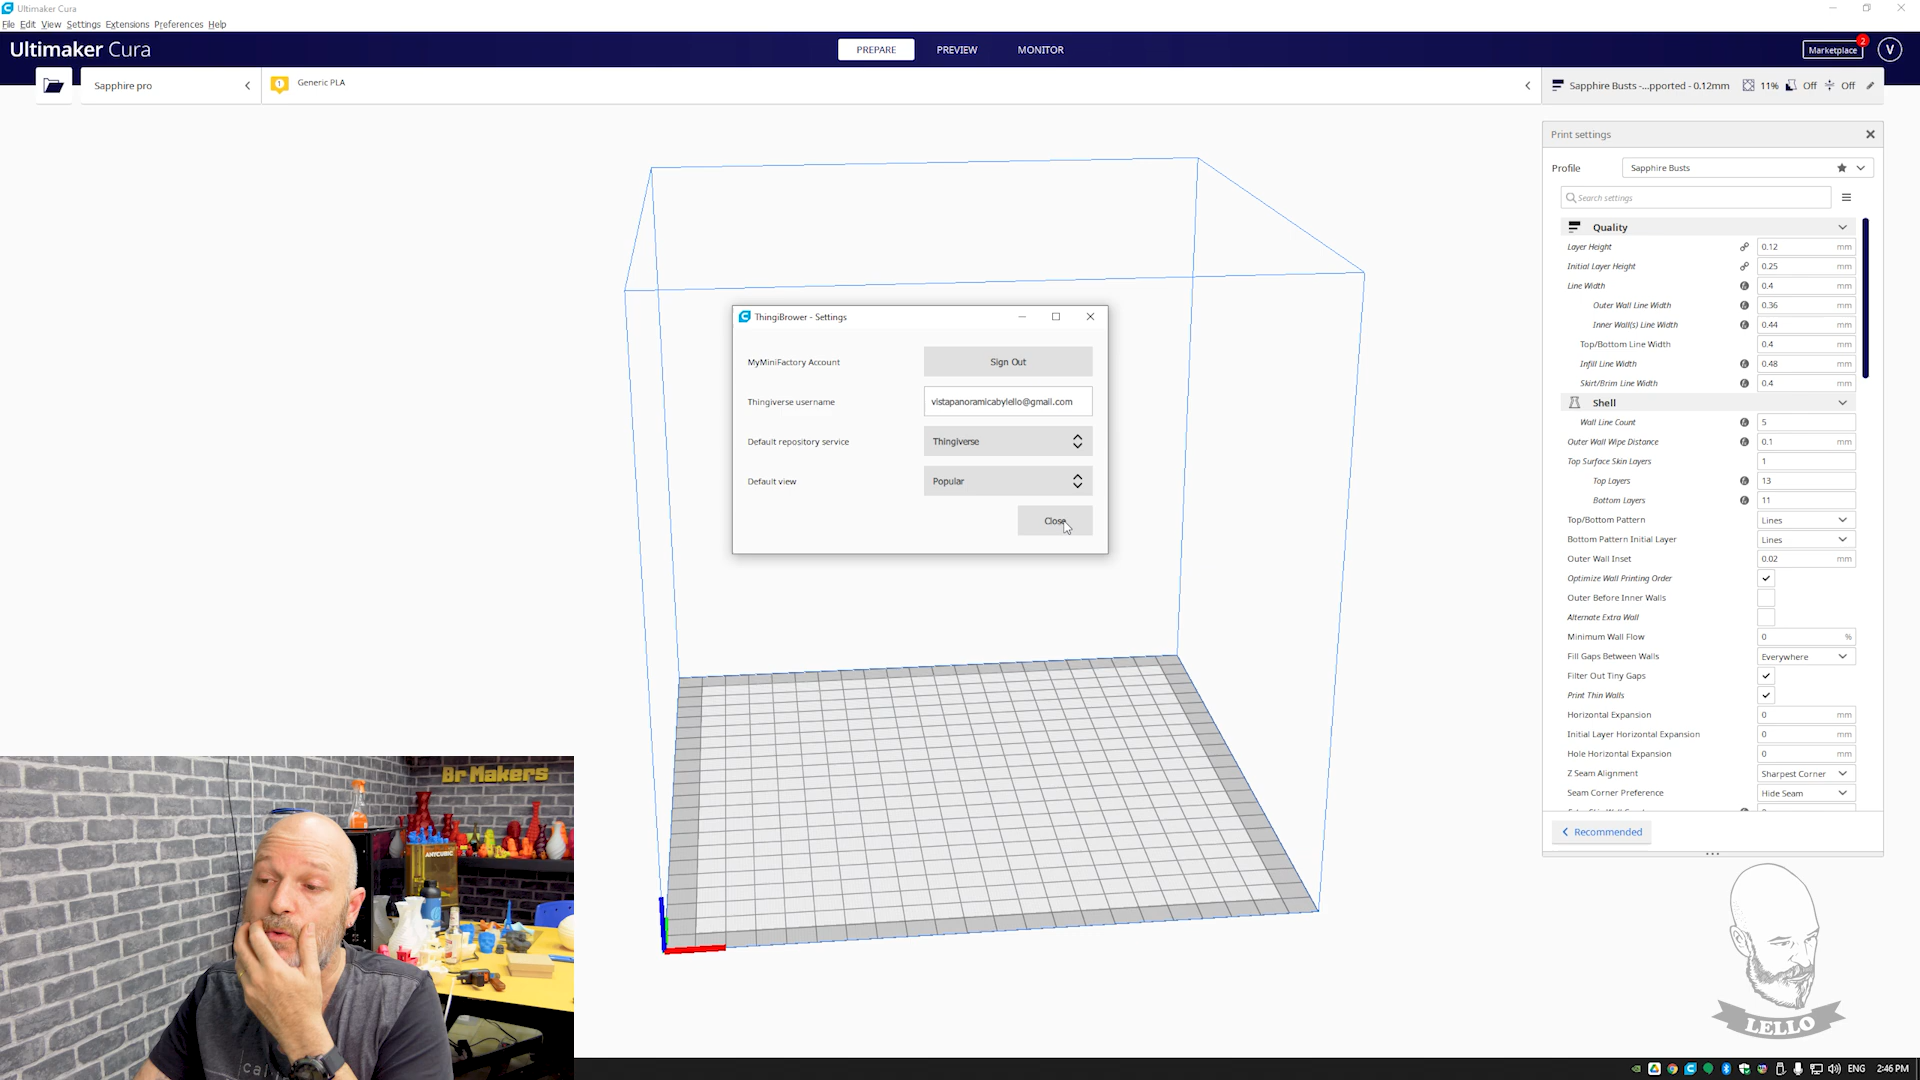 Ultimaker Cura
File Edit View Settings Extensions Preferences Help
Ultimaker Cura
PREPARE
PREVIEW
MONITOR
Marketplace
2
V
Sapphire pro
1
Generic PLA
Sapphire Busts -...pported - 0.12mm
11%
Off
Off
Print settings
Profile
Sapphire Busts
Search settings
Quality
Layer Height 0.12 mm
Initial Layer Height 0.25 mm
Line Width 0.4 mm
Outer Wall Line Width 0.36 mm
Inner Wall(s) Line Width 0.44 mm
Top/Bottom Line Width 0.4 mm
Infill Line Width 0.48 mm
Skirt/Brim Line Width 0.4 mm
Shell
Wall Line Count 5
Outer Wall Wipe Distance 0.1 mm
Top Surface Skin Layers 1
Top Layers 13
Bottom Layers 11
Top/Bottom Pattern Lines
Bottom Pattern Initial Layer Lines
Outer Wall Inset 0.02 mm
Optimize Wall Printing Order
Outer Before Inner Walls
Alternate Extra Wall
Minimum Wall Flow 0 %
Fill Gaps Between Walls Everywhere
Filter Out Tiny Gaps
Print Thin Walls
Horizontal Expansion 0 mm
Initial Layer Horizontal Expansion 0 mm
Hole Horizontal Expansion 0 mm
Z Seam Alignment Sharpest Corner
Seam Corner Preference Hide Seam
Recommended
ThingiBrower - Settings
MyMiniFactory Account
Sign Out
Thingiverse username
vistapanoramicabylello@gmail.com
Default repository service
Thingiverse
Default view
Popular
Close
Br Makers
ANYCUBIC
LELLO
ENG
2:46 PM